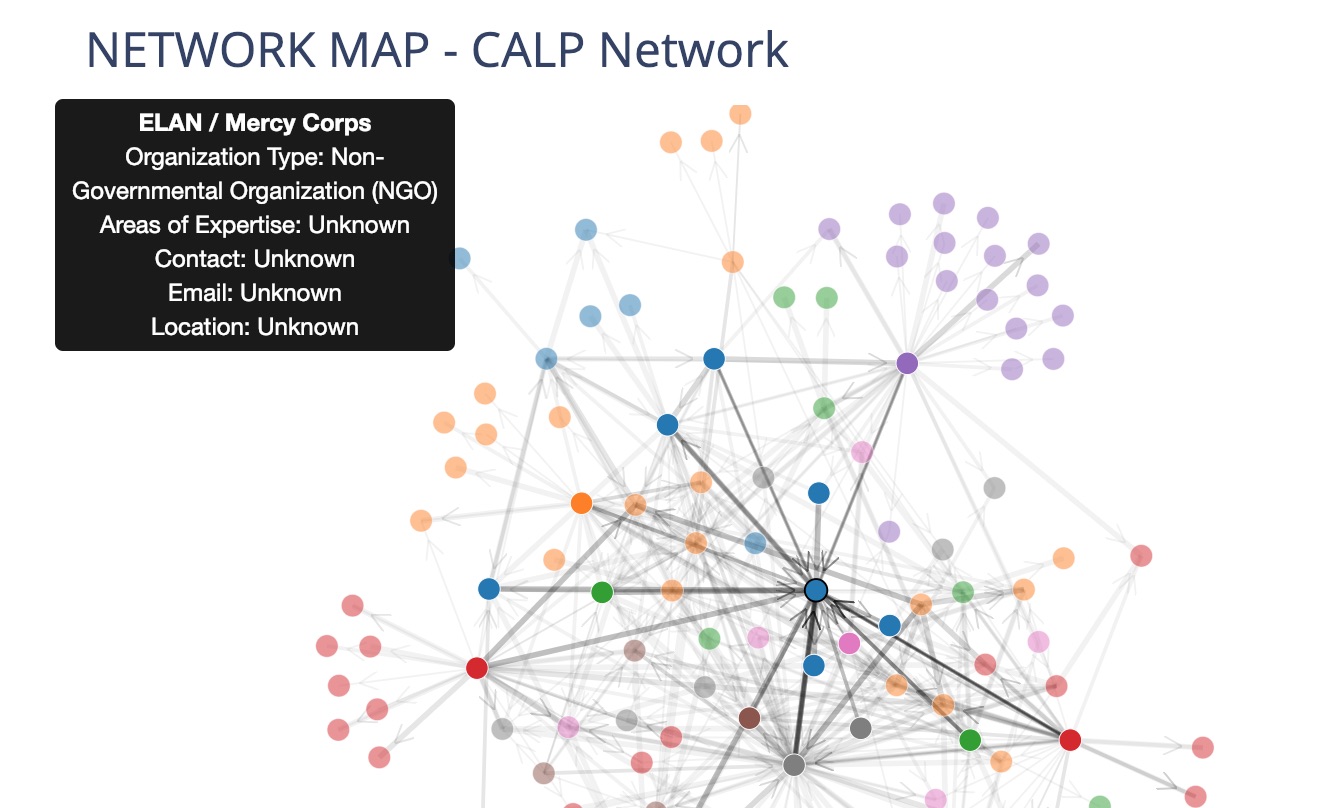 NETWORK MAP - CALP Network
ELAN / Mercy Corps
Organization Type: Non-
Governmental Organization (NGO)
Areas of Expertise: Unknown
Contact: Unknown
Email: Unknown
Location: Unknown